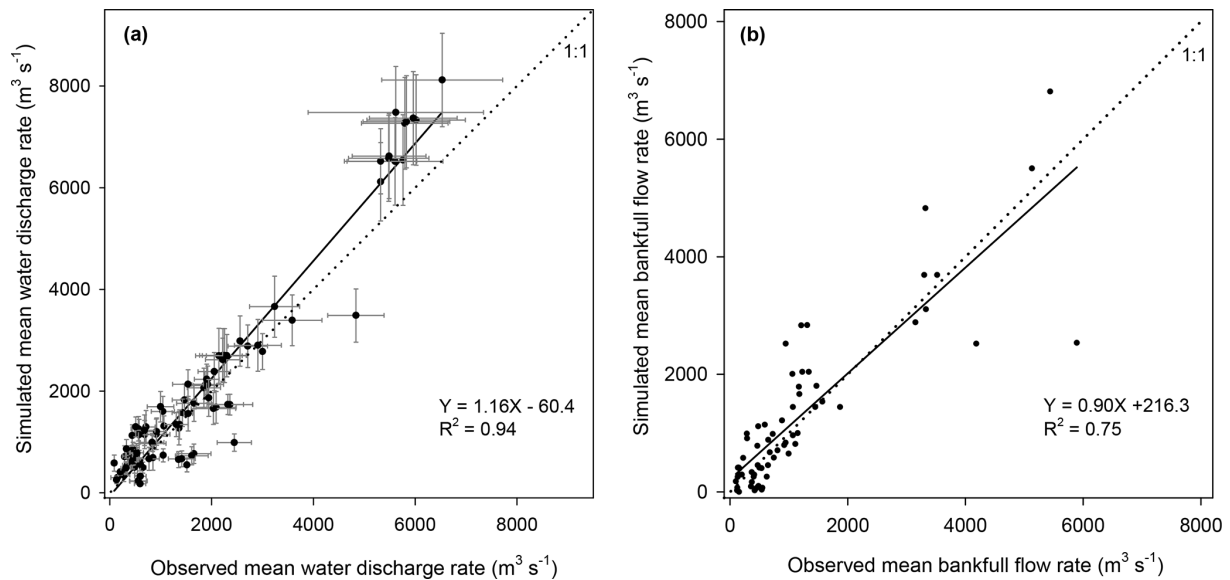 (a)
1:1
8000
6000
4000
2000
0
Simulated mean water discharge rate (m³ s⁻¹)
Y = 1.16X - 60.4
R² = 0.94
0 2000 4000 6000 8000
Observed mean water discharge rate (m³ s⁻¹)
(b)
1:1
8000
6000
4000
2000
0
Simulated mean bankfull flow rate (m³ s⁻¹)
Y = 0.90X +216.3
R² = 0.75
0 2000 4000 6000 8000
Observed mean bankfull flow rate (m³ s⁻¹)